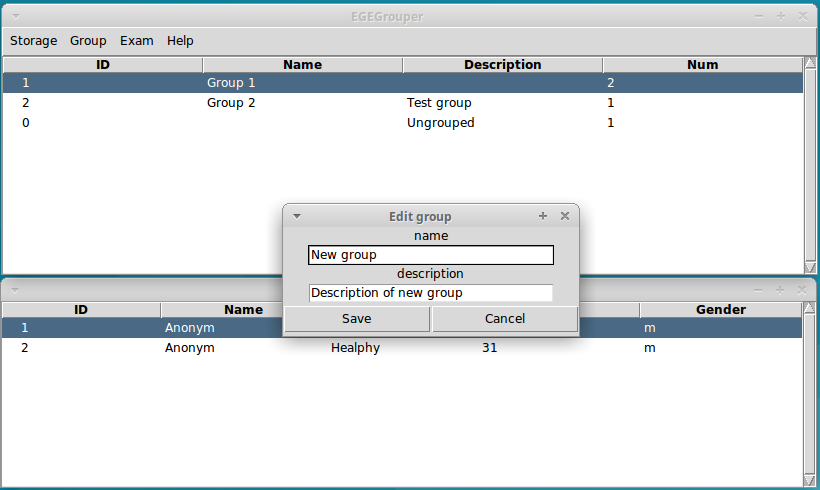 EGEGrouper
Storage Group Exam Help
ID Name Description Num
1 Group 1 2
2 Group 2 Test group 1
0 Ungrouped 1
Edit group
name
New group
description
Description of new group
Save Cancel
ID Name Gender
1 Anonym m
2 Anonym Healphy 31 m